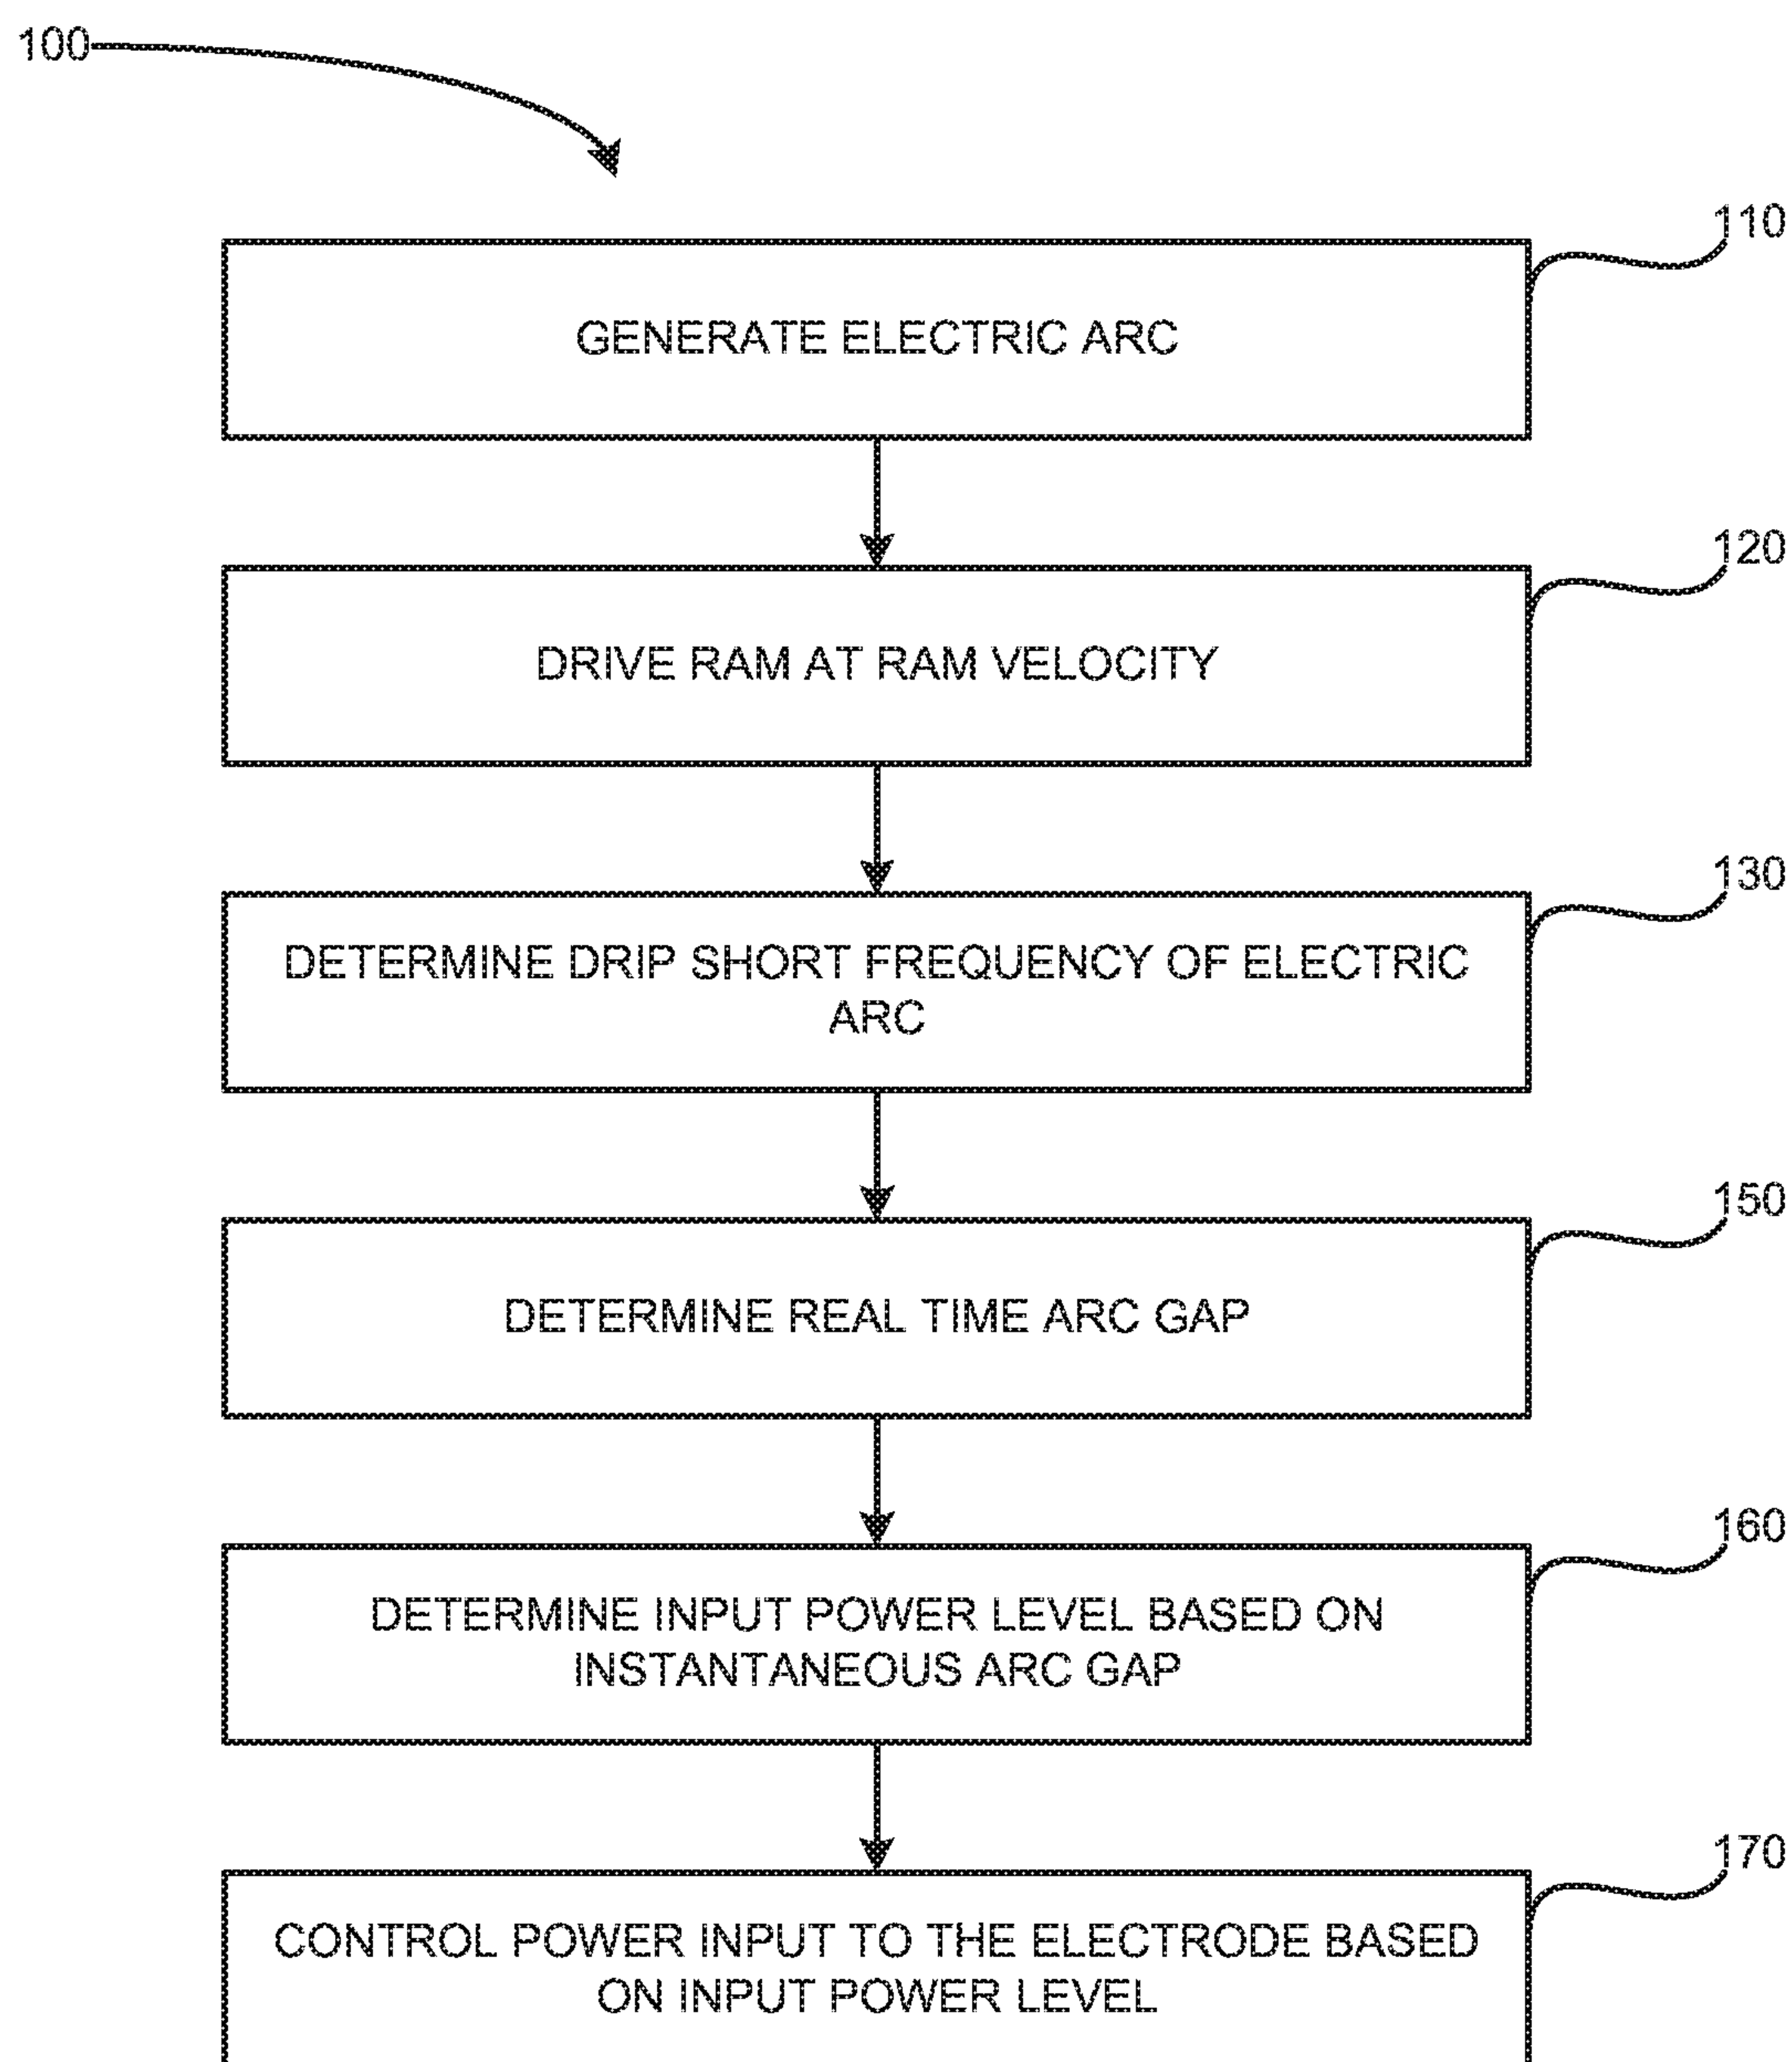 100
110
GENERATE ELECTRIC ARC
120
DRIVE RAM AT RAM VELOCITY
130
DETERMINE DRIP SHORT FREQUENCY OF ELECTRIC
ARC
150
DETERMINE REAL TIME ARC GAP
160
DETERMINE INPUT POWER LEVEL BASED ON
INSTANTANEOUS ARC GAP
170
CONTROL POWER INPUT TO THE ELECTRODE BASED
ON INPUT POWER LEVEL